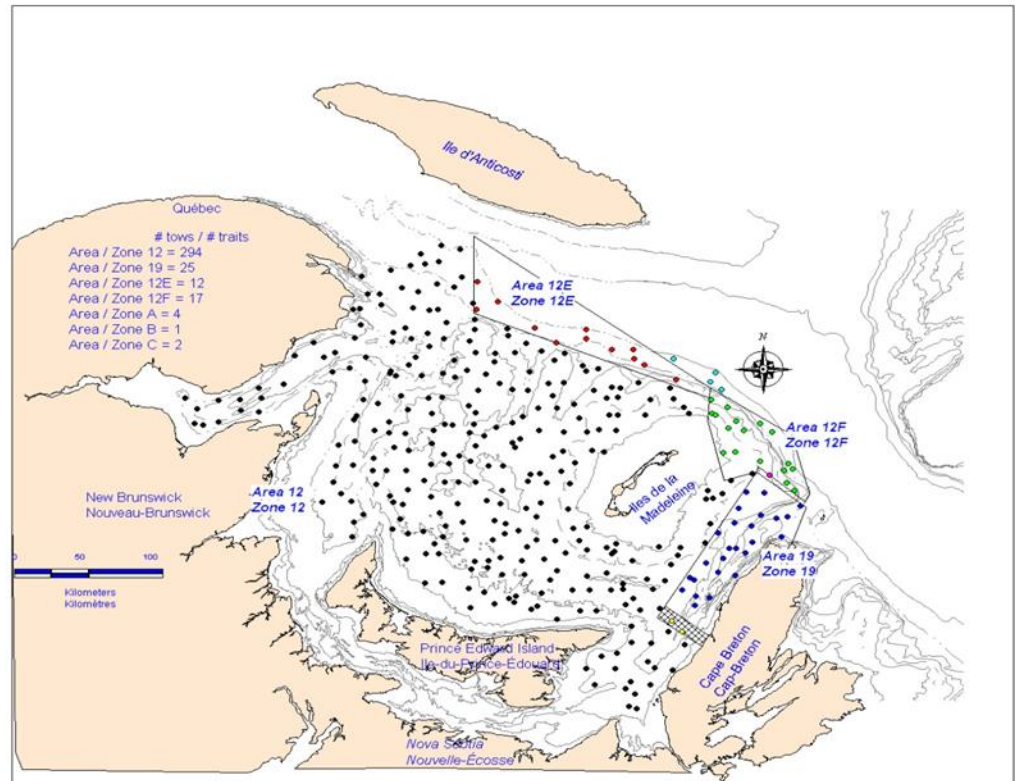 Ile d'Anticosti
Québec
# tows / # traits
Area / Zone 12 = 294
Area / Zone 19 = 25
Area / Zone 12E = 12
Area / Zone 12F = 17
Area / Zone A = 4
Area / Zone B = 1
Area / Zone C = 2
Area 12E
Zone 12E
N
Area 12F
Zone 12F
Iles de la
Madeleine
New Brunswick
Nouveau-Brunswick
Area 12
Zone 12
Area 19
Zone 19
0 50 100
Kilometers
Kilomètres
Prince Edward Island
Ile-du-Prince-Édouard
Cape Breton
Cap-Breton
Nova Scotia
Nouvelle-Écosse